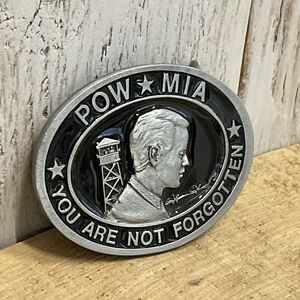 POW ★ MIA
★ YOU ARE NOT FORGOTTEN ★